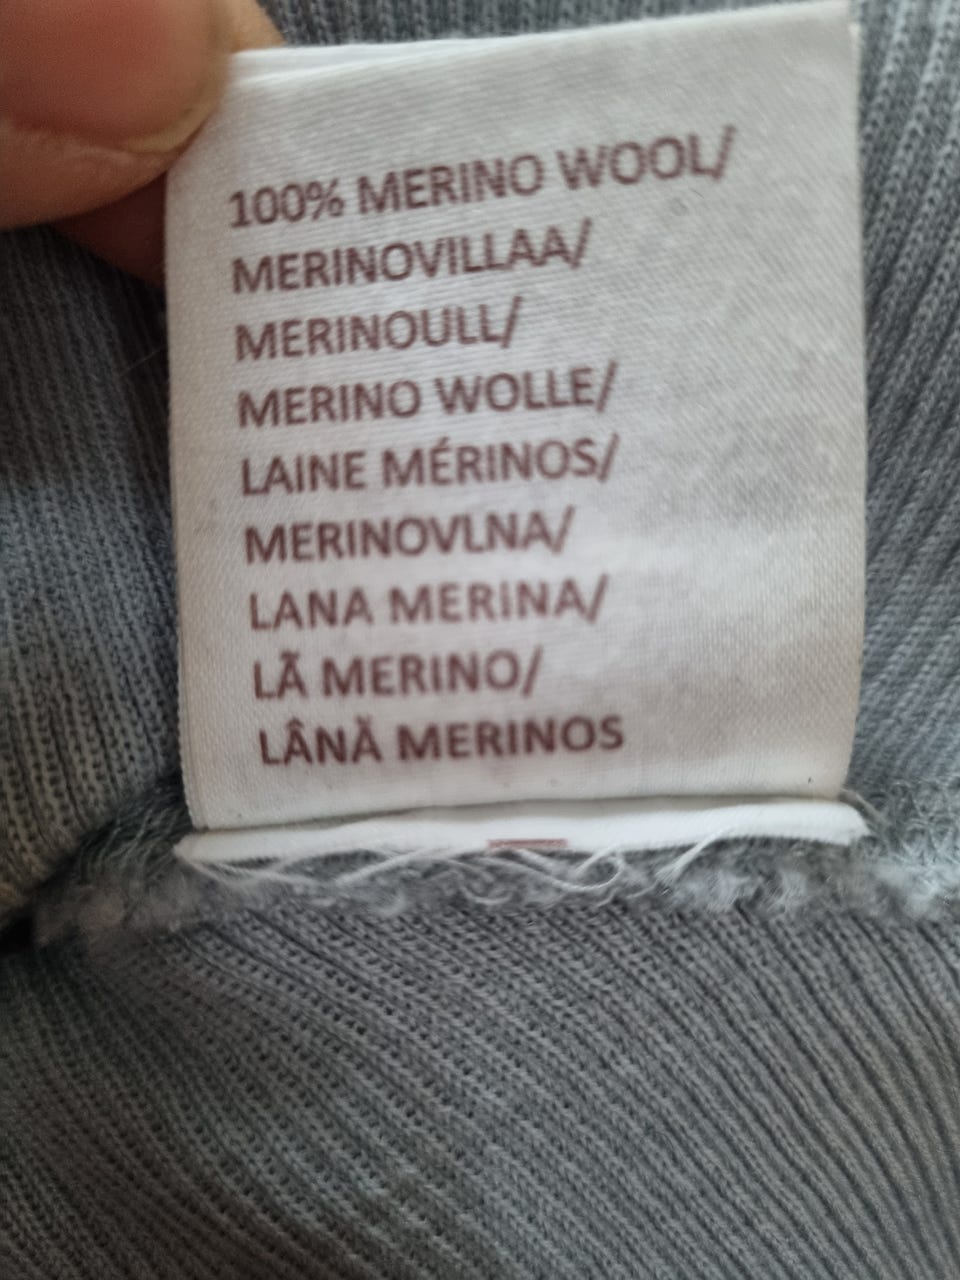 100% MERINO WOOL/
MERINOVILLAA/
MERINOULL/
MERINO WOLLE/
LAINE MÉRINOS/
MERINOVLNA/
LANA MERINA/
LÃ MERINO/
LÂNĂ MERINOS